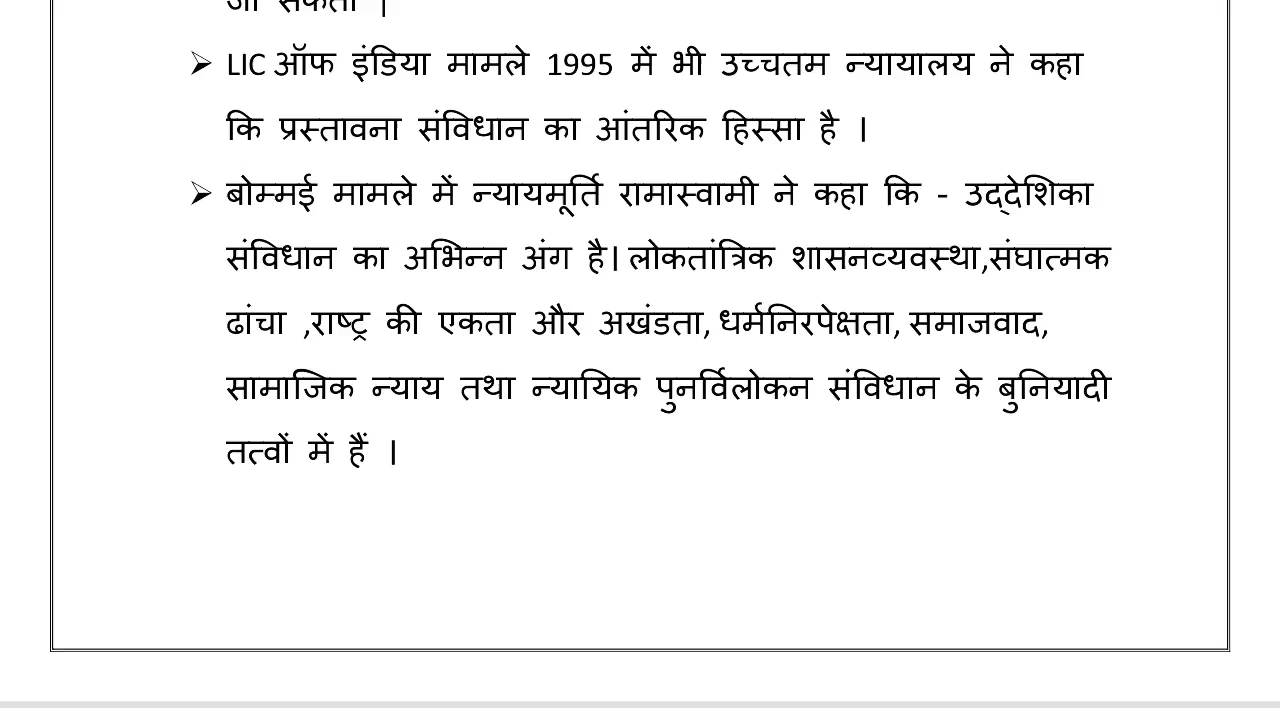 जा सकता |
➢ LIC ऑफ इंडिया मामले 1995 में भी उच्चतम न्यायालय ने कहा
कि प्रस्तावना संविधान का आंतरिक हिस्सा है ।
➢ बोम्मई मामले में न्यायमूर्ति रामास्वामी ने कहा कि - उद्देशिका
संविधान का अभिन्न अंग है। लोकतांत्रिक शासनव्यवस्था,संघात्मक
ढांचा ,राष्ट्र की एकता और अखंडता, धर्मनिरपेक्षता, समाजवाद,
सामाजिक न्याय तथा न्यायिक पुनर्विलोकन संविधान के बुनियादी
तत्वों में हैं ।